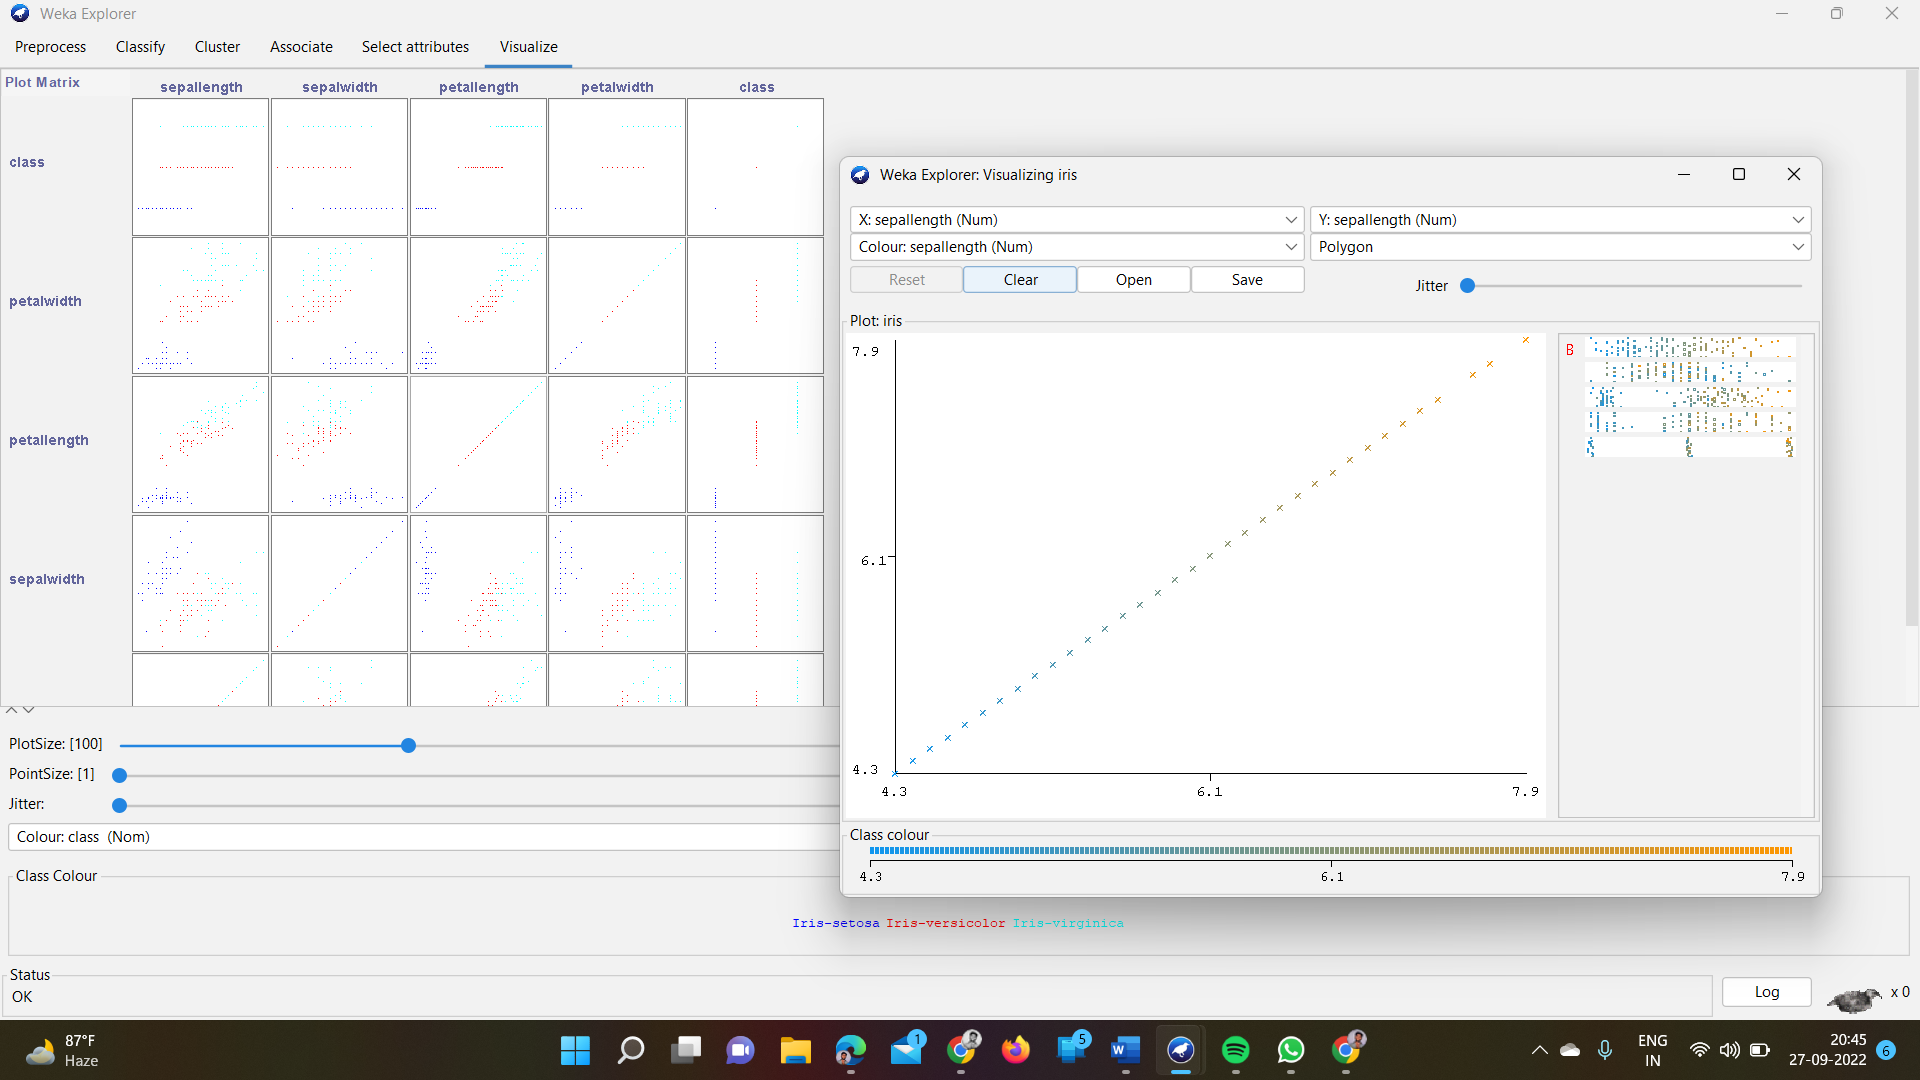 Weka Explorer
Preprocess Classify Cluster Associate Select attributes Visualize
Plot Matrix sepallength sepalwidth petallength petalwidth class
class
petalwidth
petallength
sepalwidth
PlotSize: [100]
PointSize: [1]
Jitter:
Colour: class (Nom)
Class Colour
Iris-setosa Iris-versicolor Iris-virginica
Status
OK
Log
x 0
Weka Explorer: Visualizing iris
X: sepallength (Num) Y: sepallength (Num)
Colour: sepallength (Num) Polygon
Reset Clear Open Save Jitter
Plot: iris
7.9
6.1
4.3
4.3 6.1 7.9
B
Class colour
4.3 6.1 7.9
87°F
Haze
1
5
W
ENG
IN
20:45
27-09-2022
6